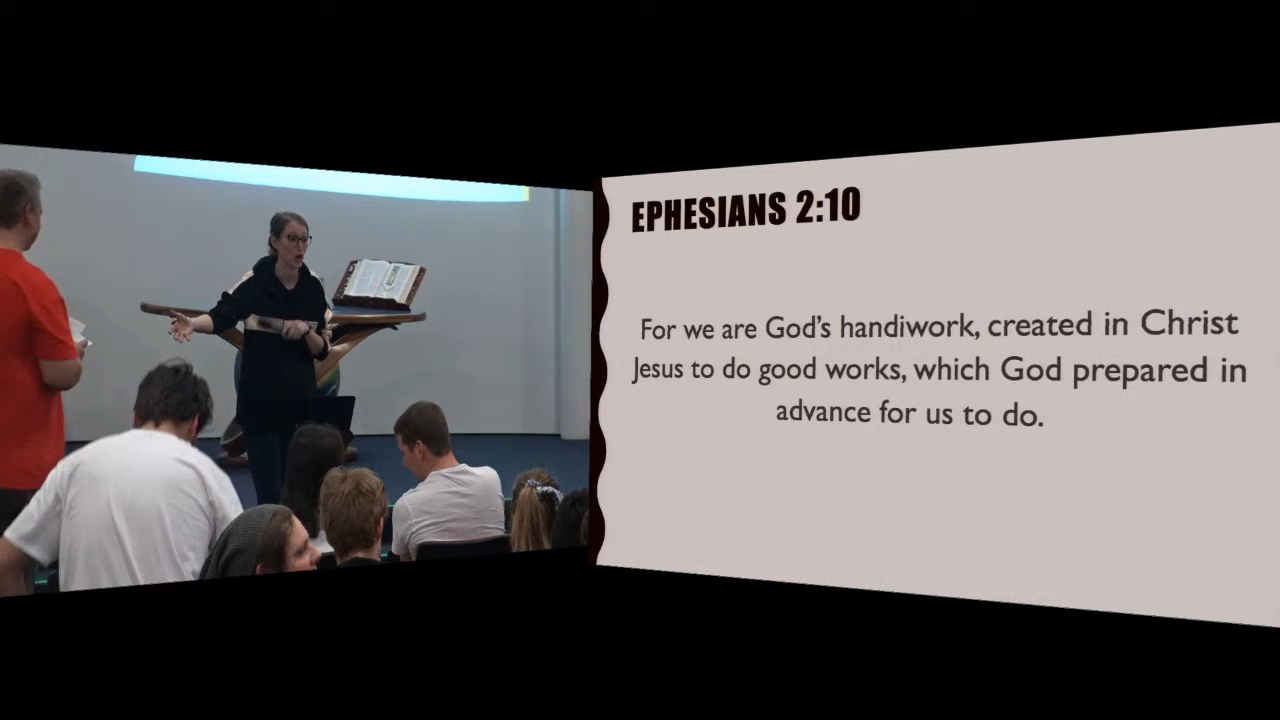 EPHESIANS 2:10
For we are God's handiwork, created in Christ
Jesus to do good works, which God prepared in
advance for us to do.